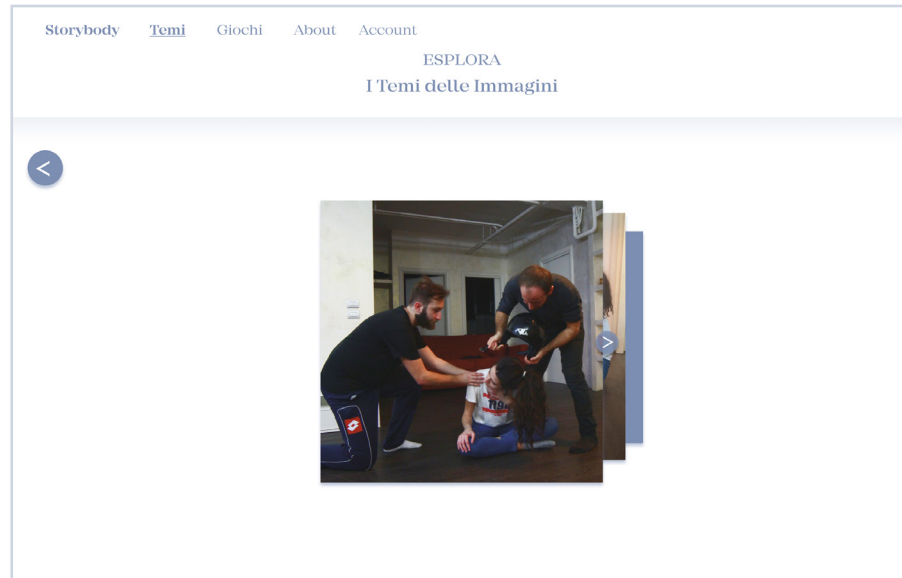 Storybody Temi Giochi About Account
ESPLORA
I Temi delle Immagini
<
>